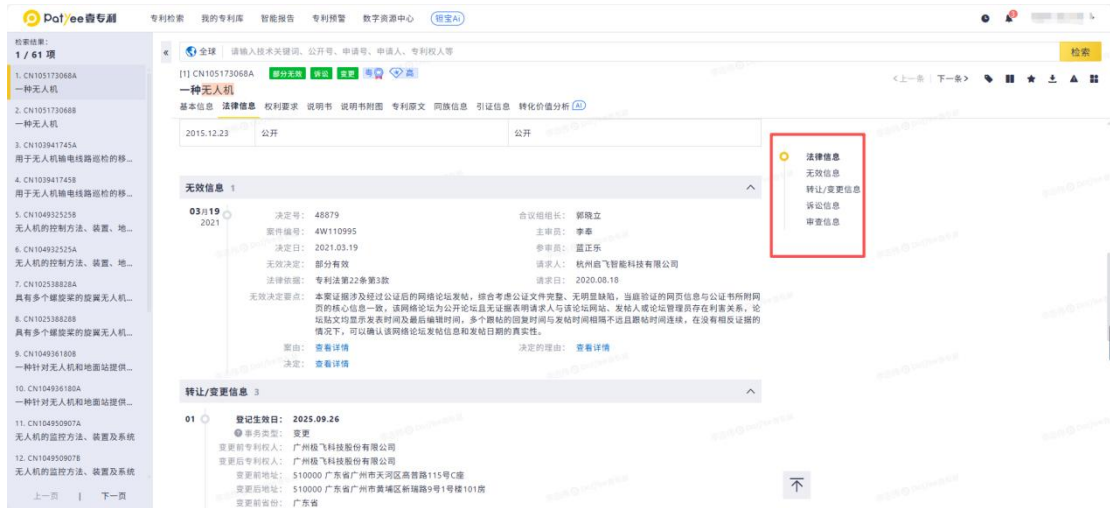 Patyee壹专利 专利检索 我的专利库 智能报告 专利预警 数字资源中心 钽宝Ai
检索结果:
1 / 61 项
1. CN105173068A
一种无人机
2. CN105173068B
一种无人机
3. CN103941745A
用于无人机输电线路巡检的移...
4. CN103941745B
用于无人机输电线路巡检的移...
5. CN104932525B
无人机的控制方法、装置、地...
6. CN104932525A
无人机的控制方法、装置、地...
7. CN102538828A
具有多个螺旋桨的旋翼无人机...
8. CN102538828B
具有多个螺旋桨的旋翼无人机...
9. CN104936180B
一种针对无人机和地面站提供...
10. CN104936180A
一种针对无人机和地面站提供...
11. CN104950907A
无人机的监控方法、装置及系统
12. CN104950907B
无人机的监控方法、装置及系统
上一页 | 下一页
« 全球 请输入技术关键词、公开号、申请号、申请人、专利权人等 检索
[1] CN105173068A 部分无效 诉讼 变更 粤 高
<上一条 下一条>
一种无人机
基本信息 法律信息 权利要求 说明书 说明书附图 专利原文 同族信息 引证信息 转化价值分析 AI
2015.12.23 公开 公开
无效信息 1
03月19
2021
决定号: 48879 合议组组长: 郭晓立
案件编号: 4W110995 主审员: 李奉
决定日: 2021.03.19 参审员: 蓝正乐
无效决定: 部分有效 请求人: 杭州启飞智能科技有限公司
法律依据: 专利法第22条第3款 请求日: 2020.08.18
无效决定要点: 本案证据涉及经过公证后的网络论坛发帖，综合考虑公证文件完整、无明显缺陷，当庭验证的网页信息与公证书所附网
页的核心信息一致，该网络论坛为公开论坛且无证据表明请求人与该论坛网站、发帖人或论坛管理员存在利害关系，论
坛贴文均显示发表时间及最后编辑时间，多个跟帖的回复时间与发帖时间相隔不远且跟帖时间连续，在没有相反证据的
情况下，可以确认该网络论坛发帖信息和发帖日期的真实性。
案由: 查看详情 决定的理由: 查看详情
决定: 查看详情
转让/变更信息 3
01 登记生效日: 2025.09.26
事务类型: 变更
变更前专利权人: 广州极飞科技股份有限公司
变更后专利权人: 广州极飞科技股份有限公司
变更前地址: 510000 广东省广州市天河区高普路115号C座
变更后地址: 510000 广东省广州市黄埔区新瑞路9号1号楼101房
变更前省份: 广东省
法律信息
无效信息
转让/变更信息
诉讼信息
审查信息